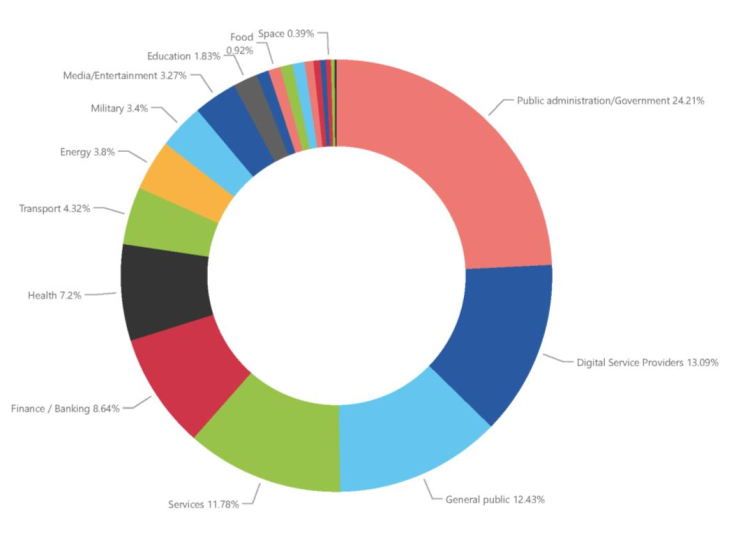 Food
0.92%
Space 0.39%
Education 1.83%
Media/Entertainment 3.27%
Military 3.4%
Energy 3.8%
Transport 4.32%
Health 7.2%
Finance / Banking 8.64%
Services 11.78%
General public 12.43%
Digital Service Providers 13.09%
Public administration/Government 24.21%